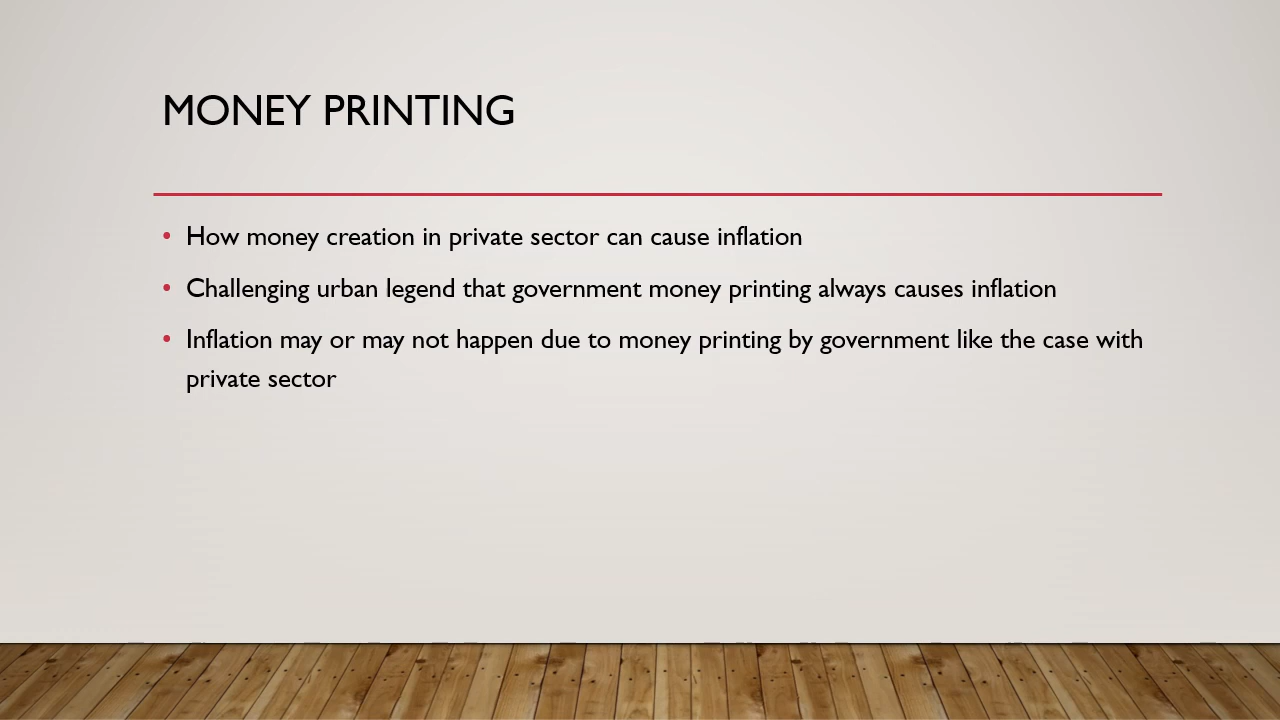 MONEY PRINTING
• How money creation in private sector can cause inflation
• Challenging urban legend that government money printing always causes inflation
• Inflation may or may not happen due to money printing by government like the case with
private sector